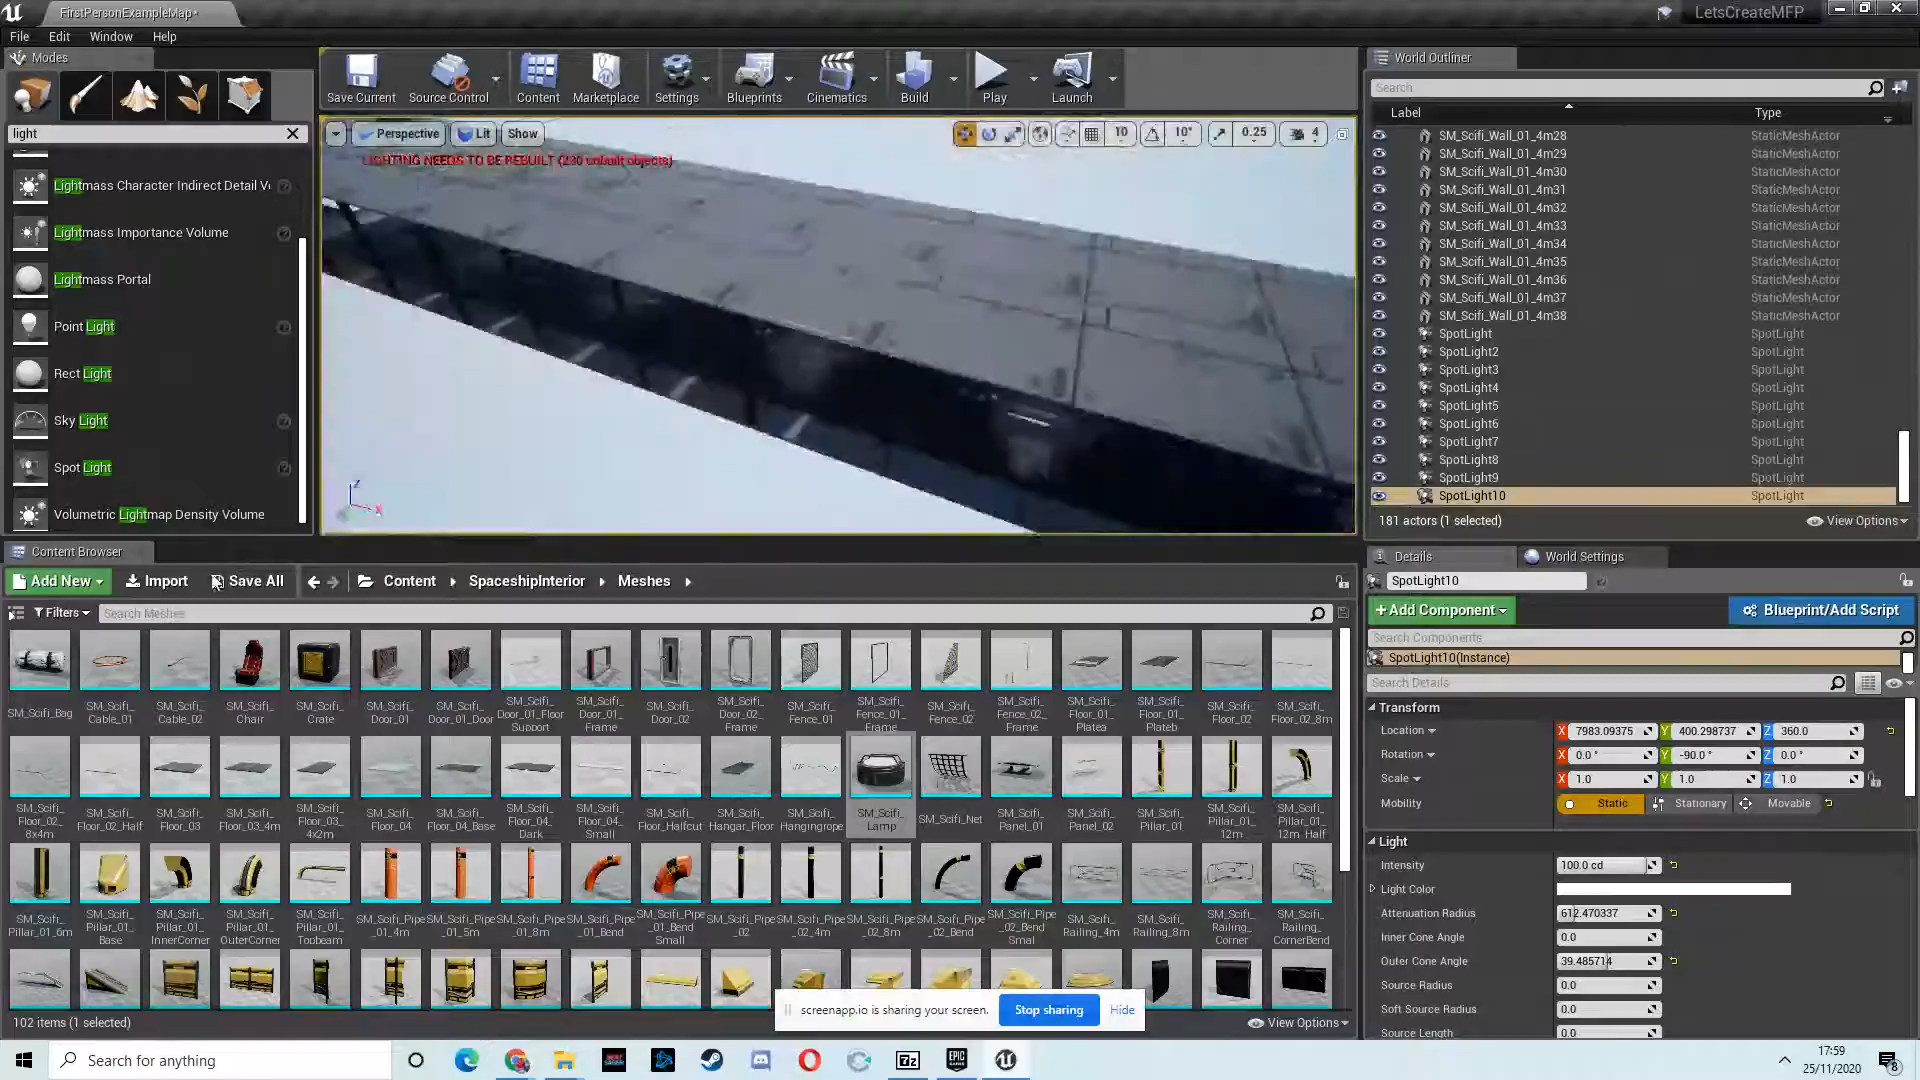 FirstPersonExampleMap*
LetsCreateMFP
File Edit Window Help
Modes
light
Lightmass Character Indirect Detail Vo
Lightmass Importance Volume
Lightmass Portal
Point Light
Rect Light
Sky Light
Spot Light
Volumetric Lightmap Density Volume
Save Current Source Control Content Marketplace Settings Blueprints Cinematics Build Play Launch
Perspective Lit Show 10 10° 0.25 4
LIGHTING NEEDS TO BE REBUILT (230 unbuilt objects)
World Outliner
Search
Label Type
SM_Scifi_Wall_01_4m28 StaticMeshActor
SM_Scifi_Wall_01_4m29 StaticMeshActor
SM_Scifi_Wall_01_4m30 StaticMeshActor
SM_Scifi_Wall_01_4m31 StaticMeshActor
SM_Scifi_Wall_01_4m32 StaticMeshActor
SM_Scifi_Wall_01_4m33 StaticMeshActor
SM_Scifi_Wall_01_4m34 StaticMeshActor
SM_Scifi_Wall_01_4m35 StaticMeshActor
SM_Scifi_Wall_01_4m36 StaticMeshActor
SM_Scifi_Wall_01_4m37 StaticMeshActor
SM_Scifi_Wall_01_4m38 StaticMeshActor
SpotLight SpotLight
SpotLight2 SpotLight
SpotLight3 SpotLight
SpotLight4 SpotLight
SpotLight5 SpotLight
SpotLight6 SpotLight
SpotLight7 SpotLight
SpotLight8 SpotLight
SpotLight9 SpotLight
SpotLight10 SpotLight
181 actors (1 selected) View Options
Content Browser
Add New Import Save All Content SpaceshipInterior Meshes
Filters Search Meshes
SM_Scifi_Bag
SM_Scifi_Cable_01
SM_Scifi_Cable_02
SM_Scifi_Chair
SM_Scifi_Crate
SM_Scifi_Door_01
SM_Scifi_Door_01_Door
SM_Scifi_Door_01_Floor Support
SM_Scifi_Door_01_Frame
SM_Scifi_Door_02
SM_Scifi_Door_02_Frame
SM_Scifi_Fence_01
SM_Scifi_Fence_01_Frame
SM_Scifi_Fence_02
SM_Scifi_Fence_02_Frame
SM_Scifi_Floor_01_Platea
SM_Scifi_Floor_01_Plateb
SM_Scifi_Floor_02
SM_Scifi_Floor_02_8m
SM_Scifi_Floor_02_8x4m
SM_Scifi_Floor_02_Half
SM_Scifi_Floor_03
SM_Scifi_Floor_03_4m
SM_Scifi_Floor_03_4x2m
SM_Scifi_Floor_04
SM_Scifi_Floor_04_Base
SM_Scifi_Floor_04_Dark
SM_Scifi_Floor_04_Small
SM_Scifi_Floor_Halfcut
SM_Scifi_Hangar_Floor
SM_Scifi_Hangingrope
SM_Scifi_Lamp
SM_Scifi_Net
SM_Scifi_Panel_01
SM_Scifi_Panel_02
SM_Scifi_Pillar_01
SM_Scifi_Pillar_01_12m
SM_Scifi_Pillar_01_12m_Half
SM_Scifi_Pillar_01_6m
SM_Scifi_Pillar_01_Base
SM_Scifi_Pillar_01_InnerCorner
SM_Scifi_Pillar_01_OuterCorner
SM_Scifi_Pillar_01_Toobeam
SM_Scifi_Pipe_01_4m
SM_Scifi_Pipe_01_5m
SM_Scifi_Pipe_01_8m
SM_Scifi_Pipe_01_Bend
SM_Scifi_Pipe_01_Bend Small
SM_Scifi_Pipe_02
SM_Scifi_Pipe_02_4m
SM_Scifi_Pipe_02_8m
SM_Scifi_Pipe_02_Bend
SM_Scifi_Pipe_02_Bend Smal
SM_Scifi_Railing_4m
SM_Scifi_Railing_8m
SM_Scifi_Railing_Corner
SM_Scifi_Railing_CornerBend
102 items (1 selected) View Options
screenapp.io is sharing your screen. Stop sharing Hide
Details World Settings
SpotLight10
+Add Component Blueprint/Add Script
Search Components
SpotLight10(Instance)
Search Details
Transform
Location X 7983.09375 Y 400.298737 Z 360.0
Rotation X 0.0 ° Y -90.0 ° Z 0.0 °
Scale X 1.0 Y 1.0 Z 1.0
Mobility Static Stationary Movable
Light
Intensity 100.0 cd
Light Color
Attenuation Radius 612.470337
Inner Cone Angle 0.0
Outer Cone Angle 39.485714
Source Radius 0.0
Soft Source Radius 0.0
Source Length 0.0
Search for anything
7z
EPIC GAMES
17:59
25/11/2020
8